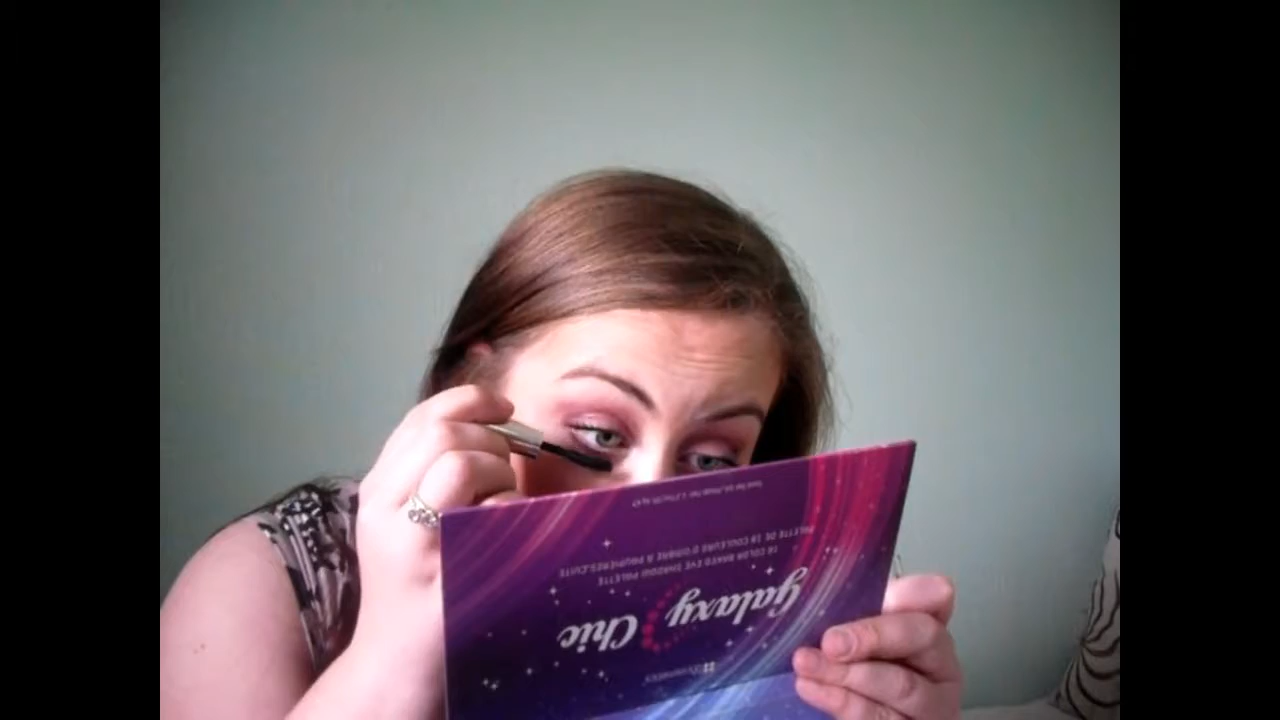 Galaxy Chic
18 COLOR BAKED EYE SHADOW PALETTE
PALETTE DE 18 COULEURS D'OMBRE À PAUPIÈRES CUITE